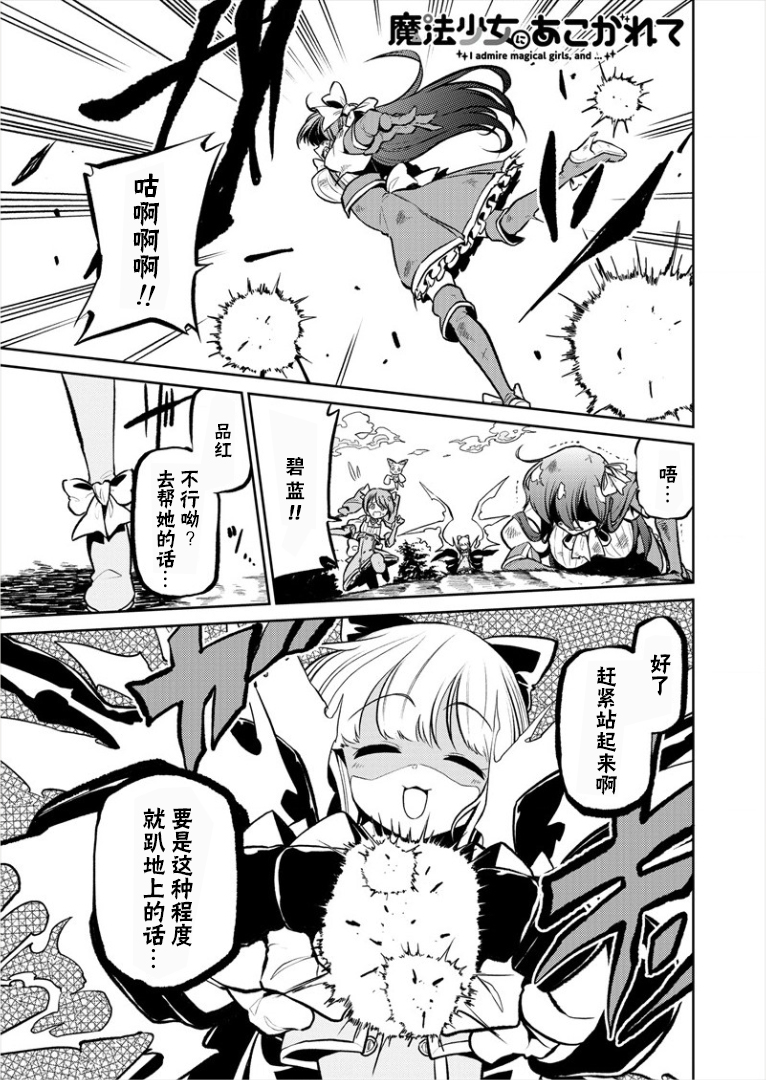 魔法少女にあこがれて
I admire magical girls, and ...
咕啊啊啊!!
唔…
碧蓝!!
品红
不行呦?
去帮她的话…
好了
赶紧站起来啊
要是这种程度
就趴地上的话…